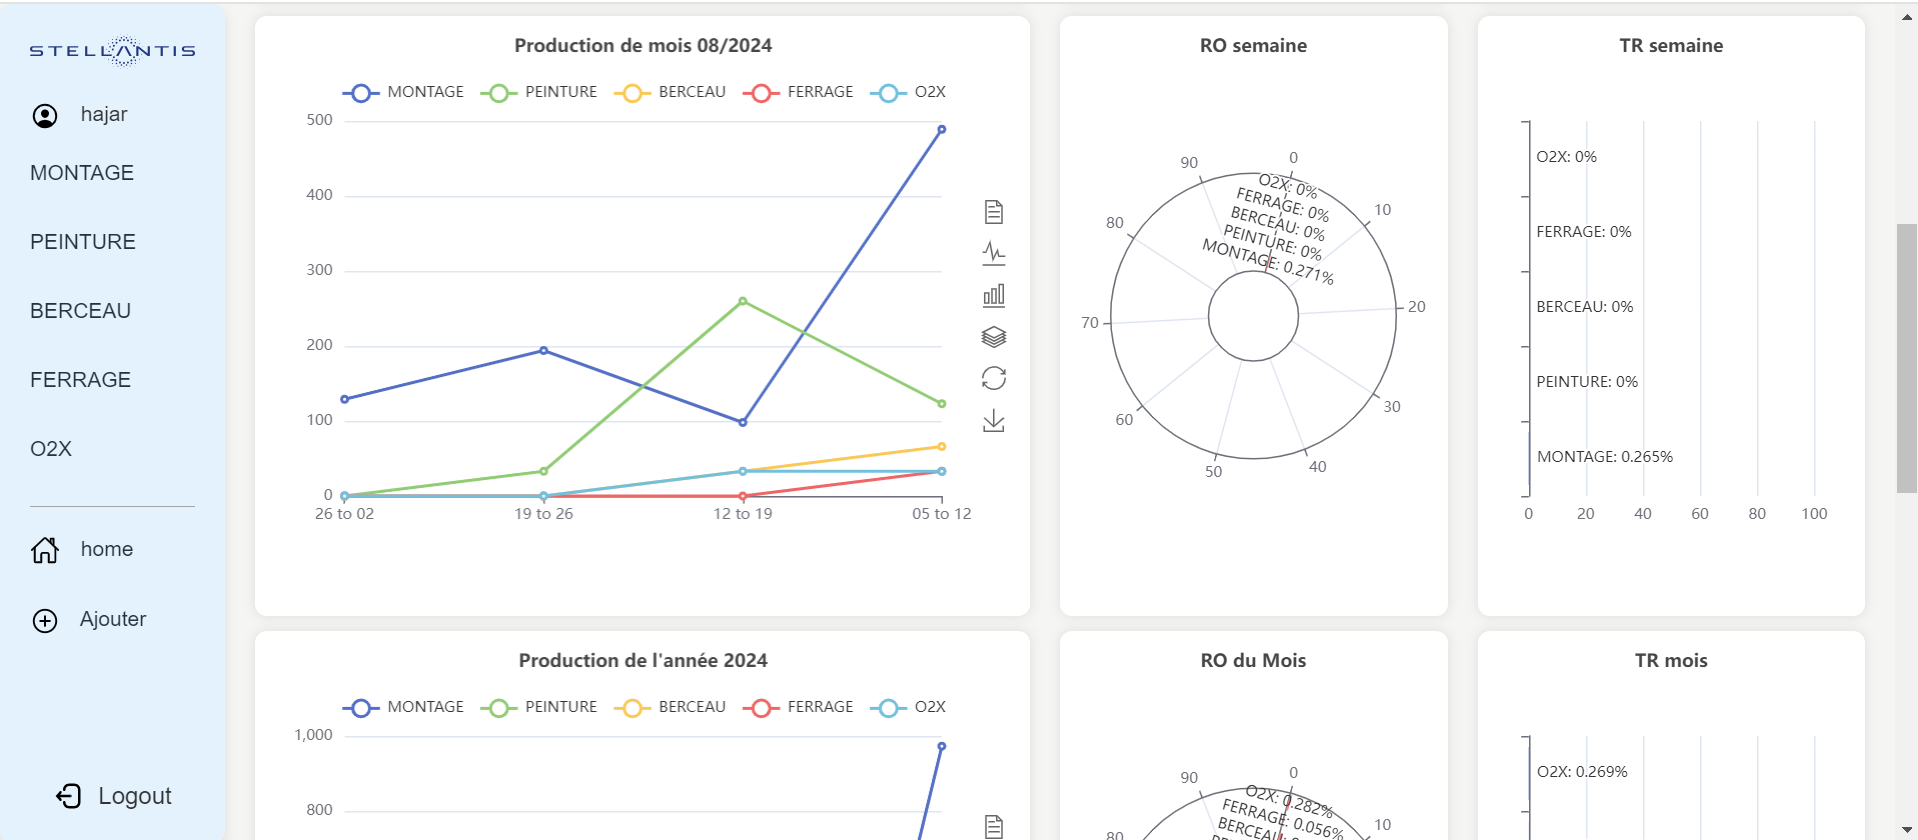 STELLANTIS
hajar
MONTAGE
PEINTURE
BERCEAU
FERRAGE
O2X
home
Ajouter
Logout
Production de mois 08/2024
MONTAGE PEINTURE BERCEAU FERRAGE O2X
500
400
300
200
100
0
26 to 02 19 to 26 12 to 19 05 to 12
RO semaine
0
10
20
30
40
50
60
70
80
90
O2X: 0%
FERRAGE: 0%
BERCEAU: 0%
PEINTURE: 0%
MONTAGE: 0.271%
TR semaine
O2X: 0%
FERRAGE: 0%
BERCEAU: 0%
PEINTURE: 0%
MONTAGE: 0.265%
0 20 40 60 80 100
Production de l'année 2024
MONTAGE PEINTURE BERCEAU FERRAGE O2X
1,000
800
RO du Mois
90
0
10
80
O2X: 0.282%
FERRAGE: 0.056%
TR mois
O2X: 0.269%